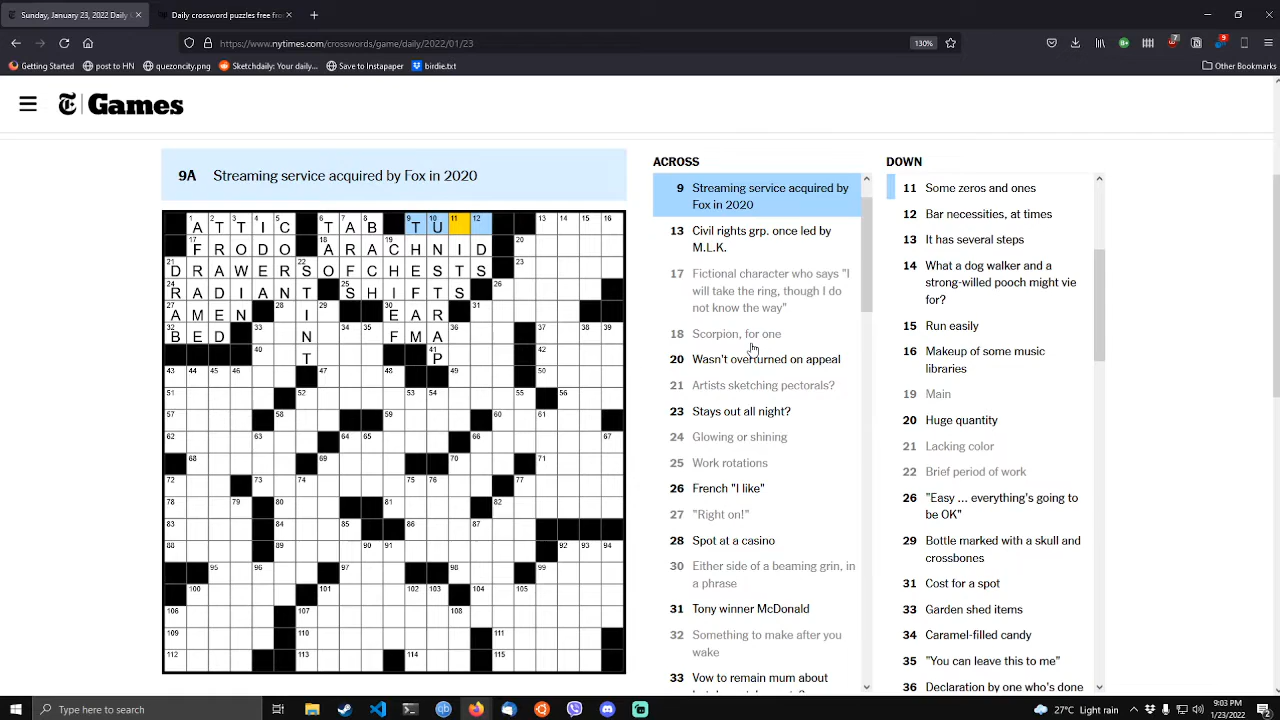 Sunday, January 23, 2022 Daily
Daily crossword puzzles free fre
https://www.nytimes.com/crosswords/game/daily/2022/01/23
130%
Getting Started
post to HN
quezoncity.png
Sketchdaily: Your daily...
Save to Instapaper
birdie.txt
Other Bookmarks
Games
9A Streaming service acquired by Fox in 2020
ACROSS
9 Streaming service acquired by
Fox in 2020
13 Civil rights grp. once led by
M.L.K.
17 Fictional character who says "I
will take the ring, though I do
not know the way"
18 Scorpion, for one
20 Wasn't overturned on appeal
21 Artists sketching pectorals?
23 Stays out all night?
24 Glowing or shining
25 Work rotations
26 French "I like"
27 "Right on!"
28 Spot at a casino
30 Either side of a beaming grin, in
a phrase
31 Tony winner McDonald
32 Something to make after you
wake
33 Vow to remain mum about
DOWN
11 Some zeros and ones
12 Bar necessities, at times
13 It has several steps
14 What a dog walker and a
strong-willed pooch might vie
for?
15 Run easily
16 Makeup of some music
libraries
19 Main
20 Huge quantity
21 Lacking color
22 Brief period of work
26 "Easy ... everything's going to
be OK"
29 Bottle marked with a skull and
crossbones
31 Cost for a spot
33 Garden shed items
34 Caramel-filled candy
35 "You can leave this to me"
36 Declaration by one who's done
A T T I C T A B T U
F R O D O A R A C H N I D
D R A W E R S O F C H E S T S
R A D I A N T S H I F T S
A M E N I E A R
B E D N F M A
T P
Type here to search
27°C Light rain
9:03 PM
1/23/2022